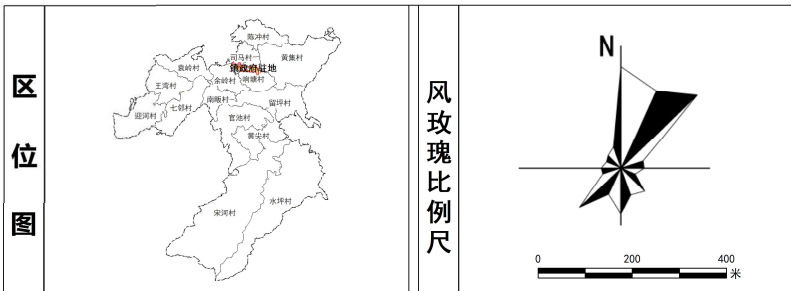 区位图
陈冲村
黄集村
司马村
镇政府驻地
袁岭村
余岭村
响塘村
王湾村
七邻村
南畈村
留坪村
迎河村
官池村
蒋尖村
水坪村
宋河村
风玫瑰比例尺
N
0 200 400
米